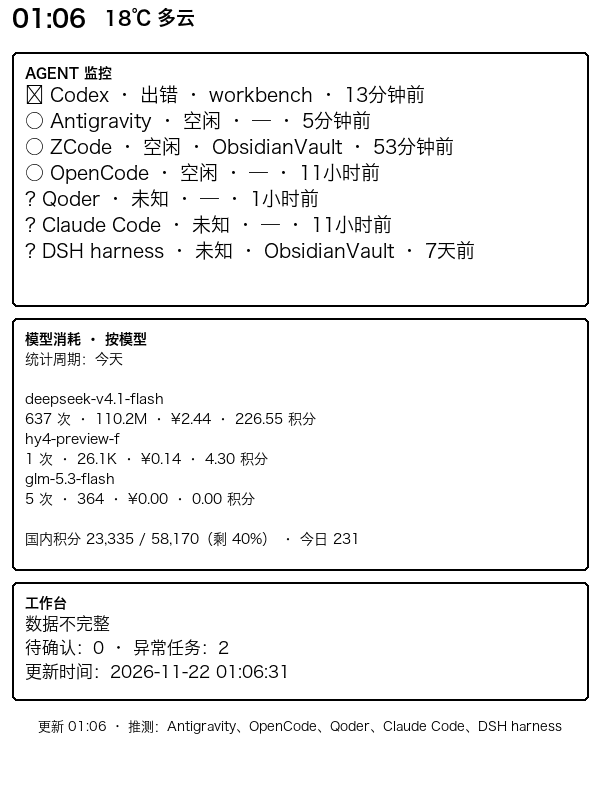 01:06 18℃ 多云
AGENT 监控
☒ Codex · 出错 · workbench · 13分钟前
○ Antigravity · 空闲 · — · 5分钟前
○ ZCode · 空闲 · ObsidianVault · 53分钟前
○ OpenCode · 空闲 · — · 11小时前
? Qoder · 未知 · — · 1小时前
? Claude Code · 未知 · — · 11小时前
? DSH harness · 未知 · ObsidianVault · 7天前
模型消耗 · 按模型
统计周期: 今天
deepseek-v4.1-flash
637 次 · 110.2M · ¥2.44 · 226.55 积分
hy4-preview-f
1 次 · 26.1K · ¥0.14 · 4.30 积分
glm-5.3-flash
5 次 · 364 · ¥0.00 · 0.00 积分
国内积分 23,335 / 58,170（剩 40%） · 今日 231
工作台
数据不完整
待确认: 0 · 异常任务: 2
更新时间: 2026-11-22 01:06:31
更新 01:06 · 推测: Antigravity、OpenCode、Qoder、Claude Code、DSH harness